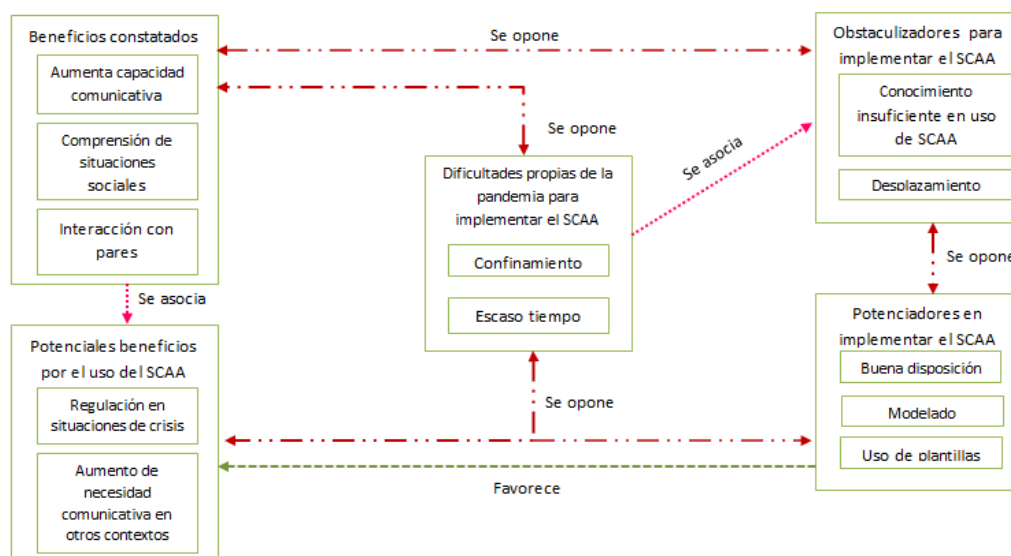 Beneficios constatados
Aumenta capacidad
comunicativa
Comprensión de
situaciones
sociales
Interacción con
pares
Se opone
Se opone
Obstaculizadores para
implementar el SCAA
Conocimiento
insuficiente en uso
de SCAA
Desplazamiento
Dificultades propias de la
pandemia para
implementar el SCAA
Confinamiento
Escaso tiempo
Se asocia
Se opone
Se asocia
Potenciales beneficios
por el uso del SCAA
Regulación en
situaciones de crisis
Aumento de
necesidad
comunicativa en
otros contextos
Se opone
Potenciadores en
implementar el SCAA
Buena disposición
Modelado
Uso de plantillas
Favorece